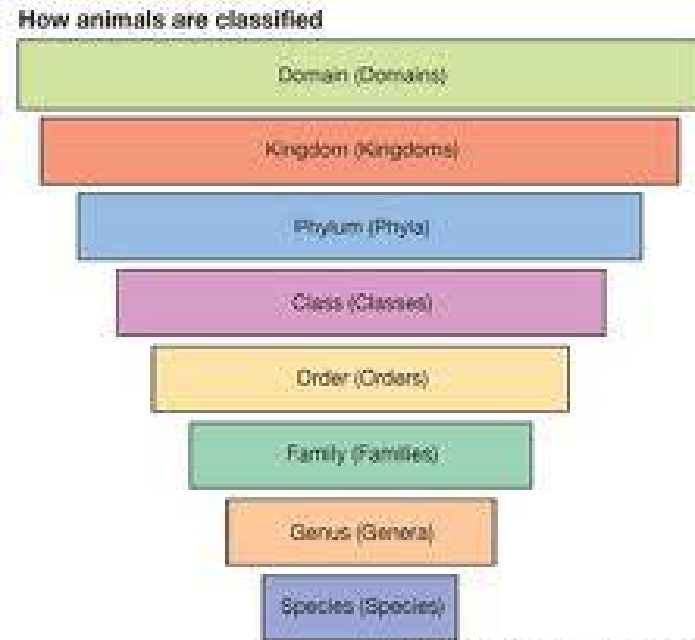 How animals are classified
Domain (Domains)
Kingdom (Kingdoms)
Phylum (Phyla)
Class (Classes)
Order (Orders)
Family (Families)
Genus (Genera)
Species (Species)